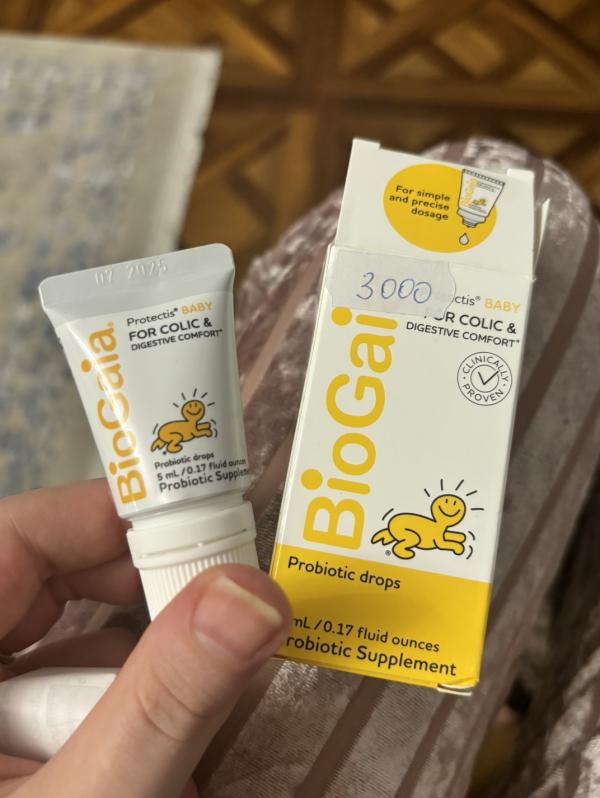 07 2025
BioGaia.
Protectis® BABY
FOR COLIC &
DIGESTIVE COMFORT*
Probiotic drops
5 mL / 0.17 fluid ounces
Probiotic
For simple
and precise
dosage
BioGaia
3000
BABY
FOR COLIC &
DIGESTIVE COMFORT*
CLINICALLY
PROVEN
BioGai
®
Probiotic drops
mL / 0.17 fluid ounces
robiotic Supplement